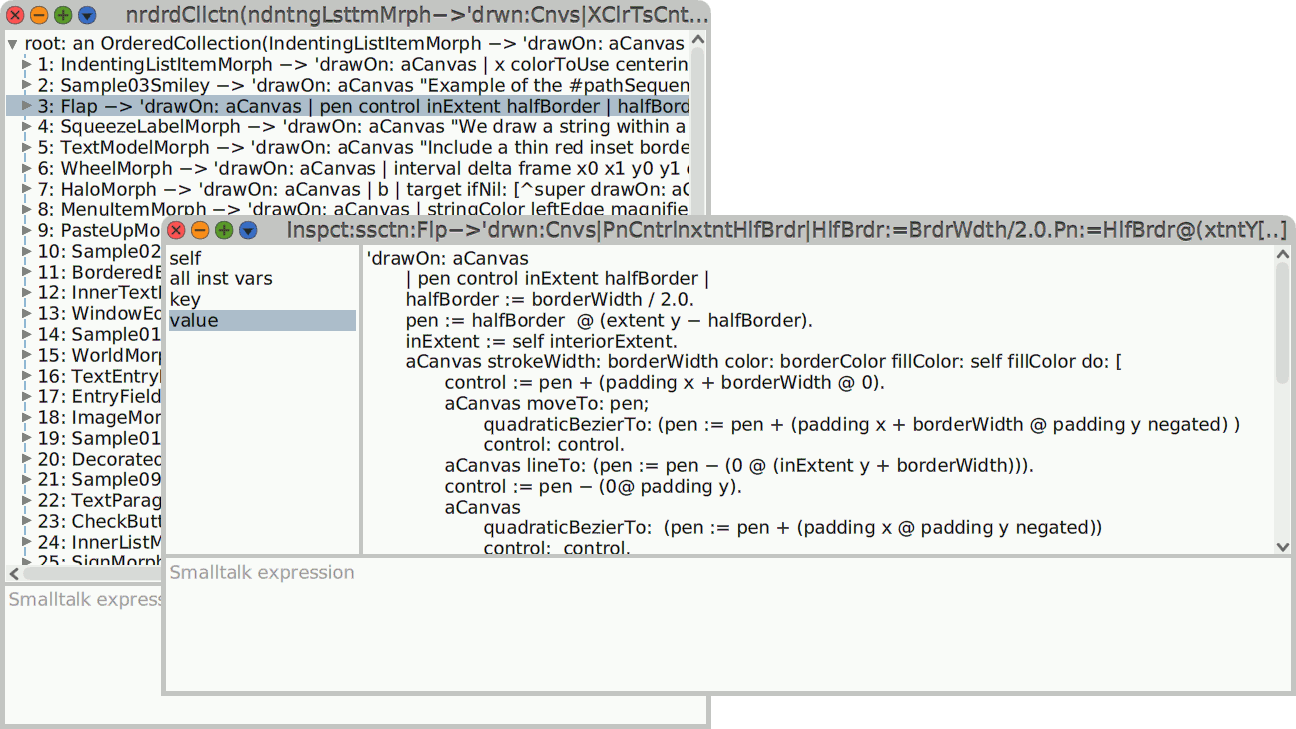 nrdrdCllctn(ndntngLsttmMrph−>'drwn:Cnvs|XClrTsCnt...
root: an OrderedCollection(IndentingListItemMorph −> 'drawOn: aCanvas
1: IndentingListItemMorph −> 'drawOn: aCanvas | x colorToUse centerin
2: Sample03Smiley −> 'drawOn: aCanvas "Example of the #pathSequen
3: Flap −> 'drawOn: aCanvas | pen control inExtent halfBorder | halfBord
4: SqueezeLabelMorph −> 'drawOn: aCanvas "We draw a string within a
5: TextModelMorph −> 'drawOn: aCanvas "Include a thin red inset borde
6: WheelMorph −> 'drawOn: aCanvas | interval delta frame x0 x1 y0 y1
7: HaloMorph −> 'drawOn: aCanvas | b | target ifNil: [^super drawOn: aC
8: MenuItemMorph −> 'drawOn: aCanvas | stringColor leftEdge magnifie
9: PasteUpMo
10: Sample02
11: BorderedB
12: InnerText
13: WindowEd
14: Sample01
15: WorldMorp
16: TextEntry
17: EntryField
18: ImageMor
19: Sample01
20: Decorated
21: Sample09
22: TextParag
23: CheckButt
24: InnerListM
25: SignMorph
Smalltalk express
Inspct:ssctn:Flp−>'drwn:Cnvs|PnCntrlnxtntHlfBrdr|HlfBrdr:=BrdrWdth/2.0.Pn:=HlfBrdr@(xtntY[..]
self
all inst vars
key
value
'drawOn: aCanvas
| pen control inExtent halfBorder |
halfBorder := borderWidth / 2.0.
pen := halfBorder @ (extent y − halfBorder).
inExtent := self interiorExtent.
aCanvas strokeWidth: borderWidth color: borderColor fillColor: self fillColor do: [
control := pen + (padding x + borderWidth @ 0).
aCanvas moveTo: pen;
quadraticBezierTo: (pen := pen + (padding x + borderWidth @ padding y negated) )
control: control.
aCanvas lineTo: (pen := pen − (0 @ (inExtent y + borderWidth))).
control := pen − (0@ padding y).
aCanvas
quadraticBezierTo: (pen := pen + (padding x @ padding y negated))
control: control.
Smalltalk expression